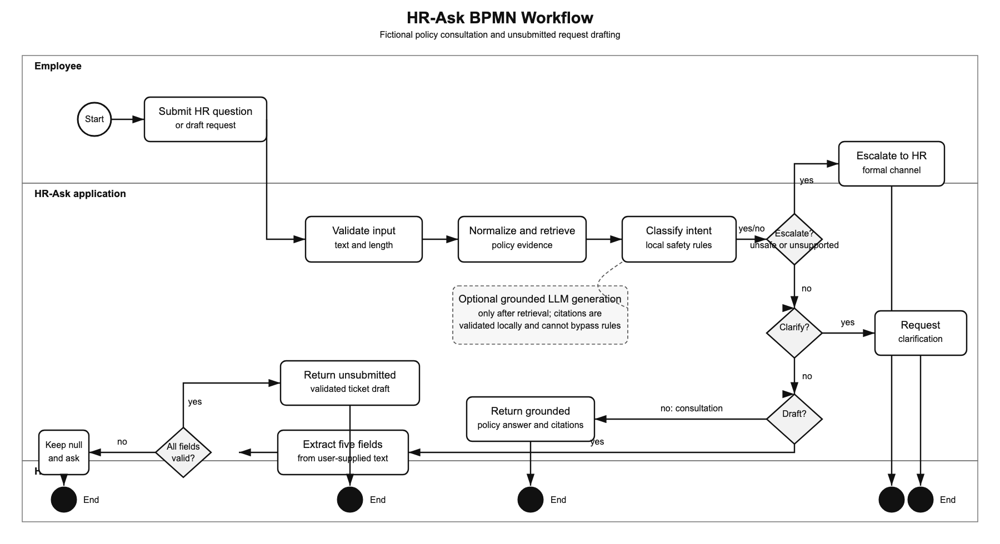 HR-Ask BPMN Workflow
Fictional policy consultation and unsubmitted request drafting
Employee
Start
Submit HR question
or draft request
Escalate to HR
formal channel
yes
HR-Ask application
Validate input
text and length
Normalize and retrieve
policy evidence
Classify intent
local safety rules
yes/no
Escalate?
unsafe or unsupported
no
Optional grounded LLM generation
only after retrieval; citations are
validated locally and cannot bypass rules
Clarify?
yes
Request
clarification
no
Return unsubmitted
validated ticket draft
yes
Return grounded
policy answer and citations
no: consultation
Draft?
yes
Keep null
and ask
no
All fields
valid?
Extract five fields
from user-supplied text
End
End
End
End